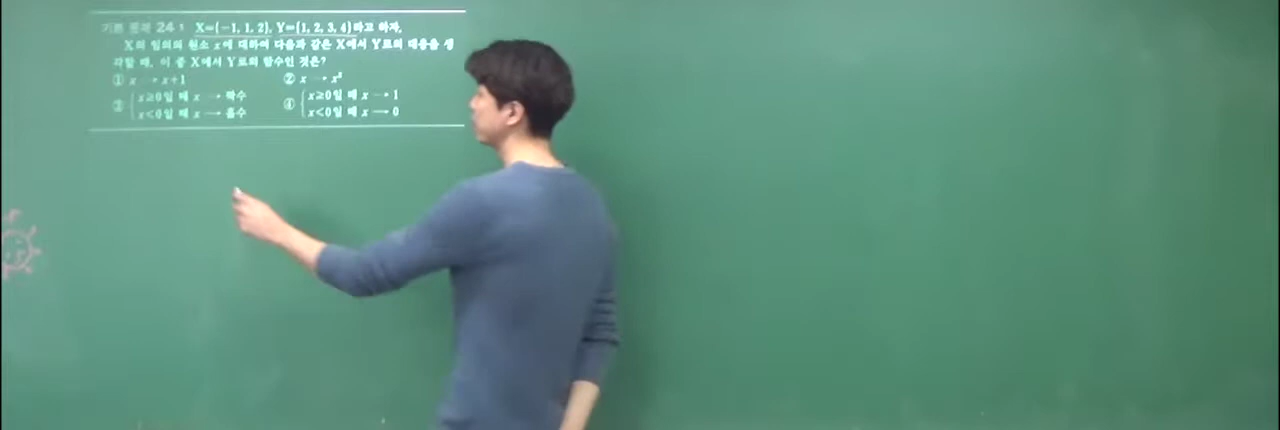 기본 문제 24-1 X={-1, 1, 2}, Y={1, 2, 3, 4}라고 하자.
X의 임의의 원소 x에 대하여 다음과 같은 X에서 Y로의 대응을 생
각할 때, 이 중 X에서 Y로의 함수인 것은?
① x → x+1 ② x → x²
③ { x≥0일 때 x → 짝수 ④ { x≥0일 때 x → 1
x<0일 때 x → 홀수 x<0일 때 x → 0